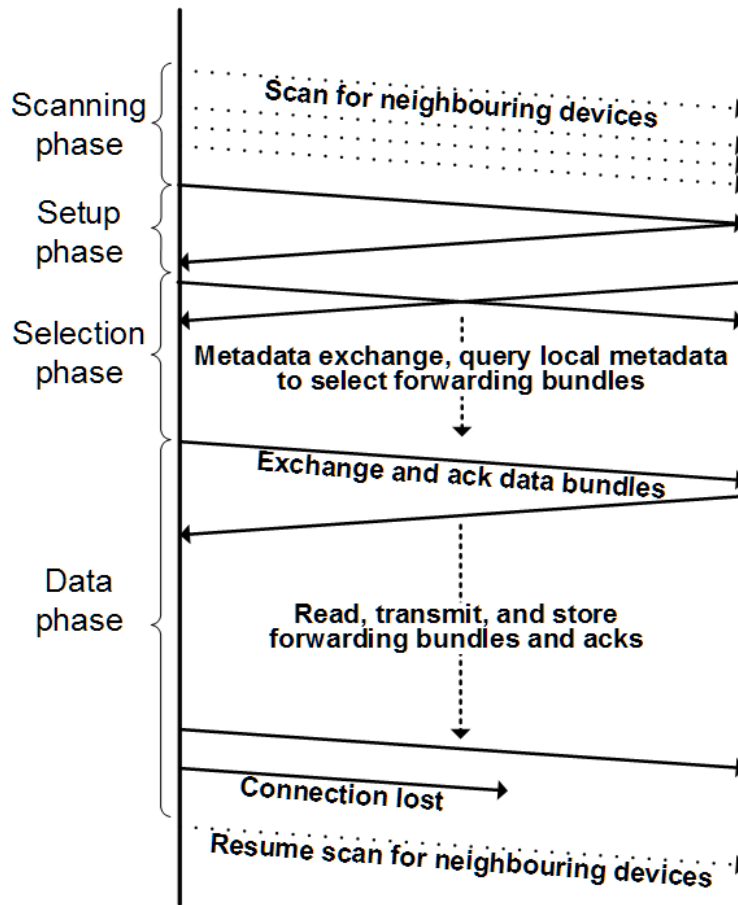 Scanning
phase
Scan for neighbouring devices
Setup
phase
Selection
phase
Metadata exchange, query local metadata
to select forwarding bundles
Exchange and ack data bundles
Data
phase
Read, transmit, and store
forwarding bundles and acks
Connection lost
Resume scan for neighbouring devices